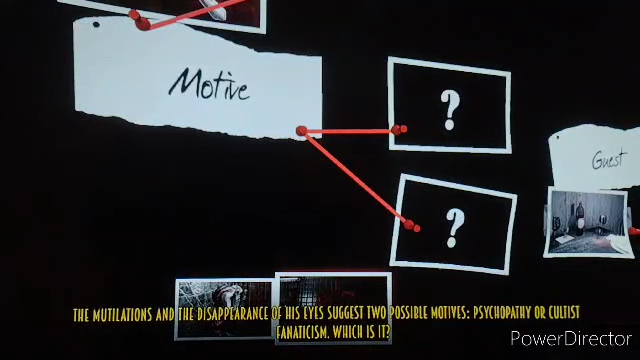 Motive
?
?
Guest
THE MUTILATIONS AND THE DISAPPEARANCE OF HIS EYES SUGGEST TWO POSSIBLE MOTIVES: PSYCHOPATHY OR CULTIST
FANATICISM. WHICH IS IT?
PowerDirector